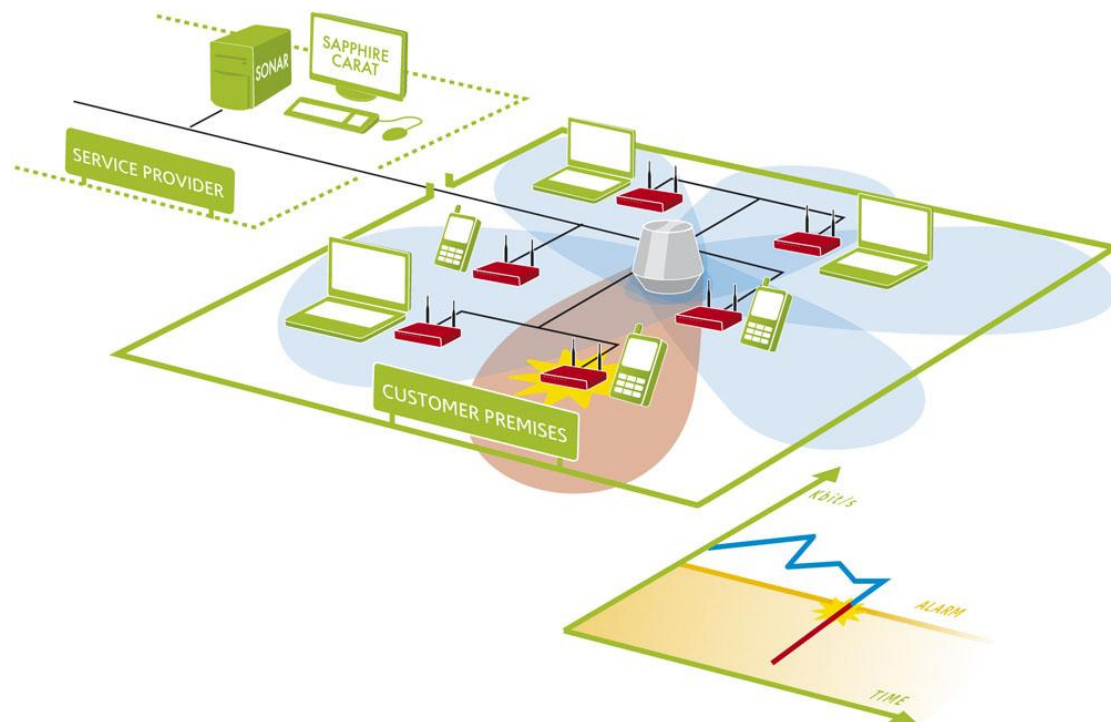 SONAR
SAPPHIRE
CARAT
SERVICE PROVIDER
CUSTOMER PREMISES
Kbit/s
ALARM
TIME